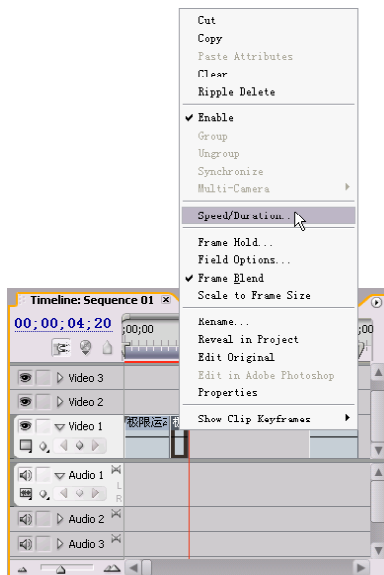 Cut
Copy
Paste Attributes
Clear
Ripple Delete
Enable
Group
Ungroup
Synchronize
Multi-Camera
Speed/Duration...
Frame Hold...
Field Options...
Frame Blend
Scale to Frame Size
Rename...
Reveal in Project
Edit Original
Edit in Adobe Photoshop
Properties
Show Clip Keyframes
Timeline: Sequence 01
00;00;04;20
;00;00
;00
Video 3
Video 2
Video 1
极限运
Audio 1
L
R
Audio 2
Audio 3